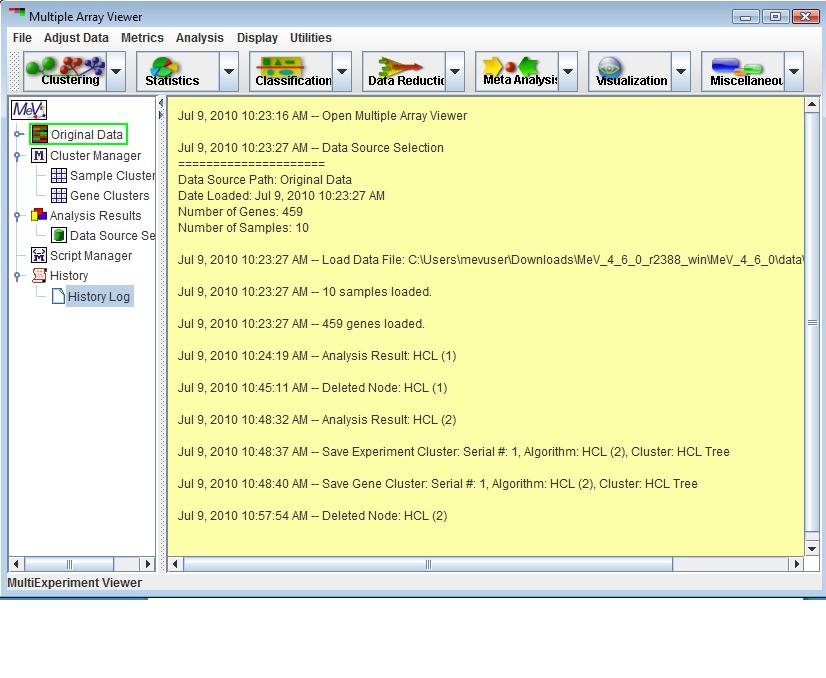 Multiple Array Viewer
File Adjust Data Metrics Analysis Display Utilities
Clustering Statistics Classification Data Reductic Meta Analysis Visualization Miscellaneou
MeV
Original Data
Cluster Manager
Sample Cluster
Gene Clusters
Analysis Results
Data Source Se
Script Manager
History
History Log
Jul 9, 2010 10:23:16 AM -- Open Multiple Array Viewer
Jul 9, 2010 10:23:27 AM -- Data Source Selection
=====================
Data Source Path: Original Data
Date Loaded: Jul 9, 2010 10:23:27 AM
Number of Genes: 459
Number of Samples: 10
Jul 9, 2010 10:23:27 AM -- Load Data File: C:\Users\mevuser\Downloads\MeV_4_6_0_r2388_win\MeV_4_6_0\data\
Jul 9, 2010 10:23:27 AM -- 10 samples loaded.
Jul 9, 2010 10:23:27 AM -- 459 genes loaded.
Jul 9, 2010 10:24:19 AM -- Analysis Result: HCL (1)
Jul 9, 2010 10:45:11 AM -- Deleted Node: HCL (1)
Jul 9, 2010 10:48:32 AM -- Analysis Result: HCL (2)
Jul 9, 2010 10:48:37 AM -- Save Experiment Cluster: Serial #: 1, Algorithm: HCL (2), Cluster: HCL Tree
Jul 9, 2010 10:48:40 AM -- Save Gene Cluster: Serial #: 1, Algorithm: HCL (2), Cluster: HCL Tree
Jul 9, 2010 10:57:54 AM -- Deleted Node: HCL (2)
MultiExperiment Viewer